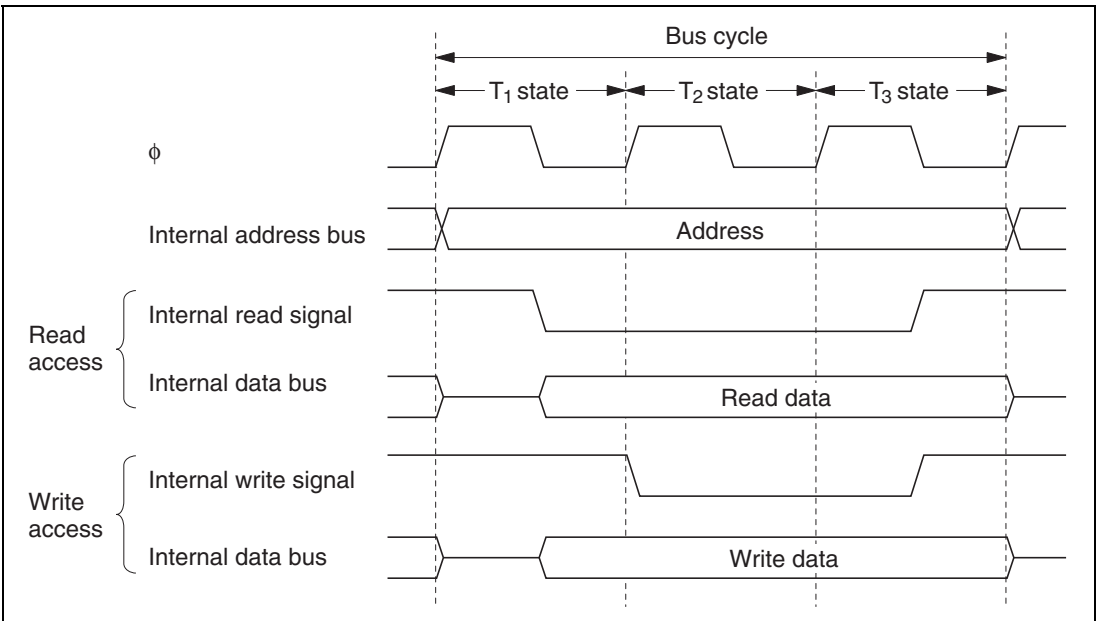 Bus cycle
T₁ state
T₂ state
T₃ state
ϕ
Internal address bus
Address
Read access
Internal read signal
Internal data bus
Read data
Write access
Internal write signal
Internal data bus
Write data